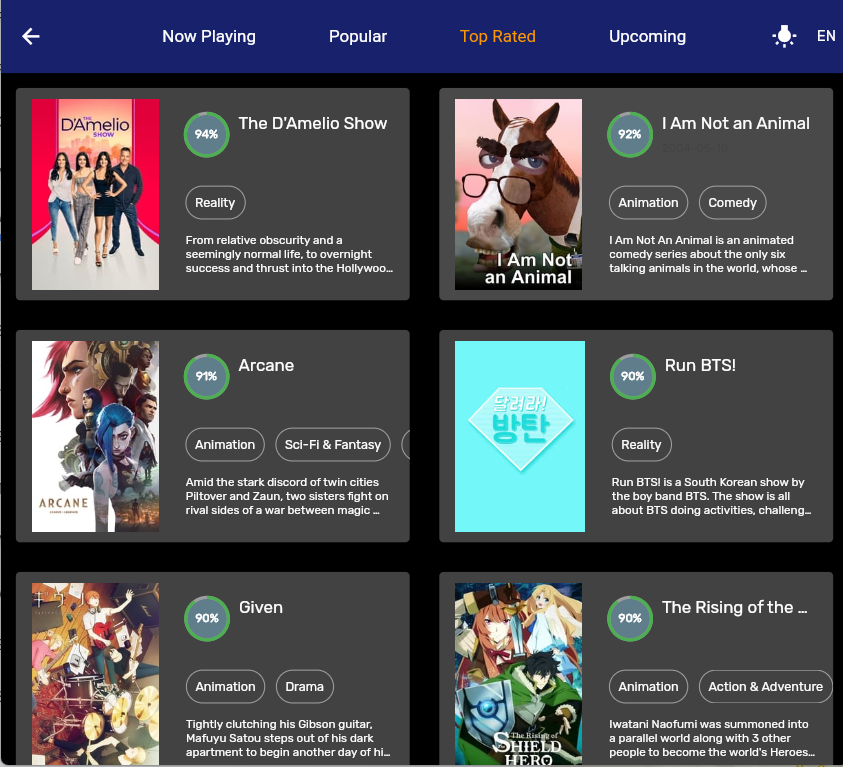 Now Playing
Popular
Top Rated
Upcoming
EN
THE
D'Amelio
SHOW
94%
The D'Amelio Show
Reality
From relative obscurity and a
seemingly normal life, to overnight
success and thrust into the Hollywoo...
I Am Not
an Animal
92%
I Am Not an Animal
Animation
Comedy
I Am Not An Animal is an animated
comedy series about the only six
talking animals in the world, whose ...
ARCANE
91%
Arcane
Animation
Sci-Fi & Fantasy
Amid the stark discord of twin cities
Piltover and Zaun, two sisters fight on
rival sides of a war between magic ...
달려라!
방탄
90%
Run BTS!
Reality
Run BTS! is a South Korean show by
the boy band BTS. The show is all
about BTS doing activities, challeng...
ギヴン
90%
Given
Animation
Drama
Tightly clutching his Gibson guitar,
Mafuyu Satou steps out of his dark
apartment to begin another day of hi...
The Rising of the
SHIELD
HERO
90%
The Rising of the ...
Animation
Action & Adventure
Iwatani Naofumi was summoned into
a parallel world along with 3 other
people to become the world's Heroes...